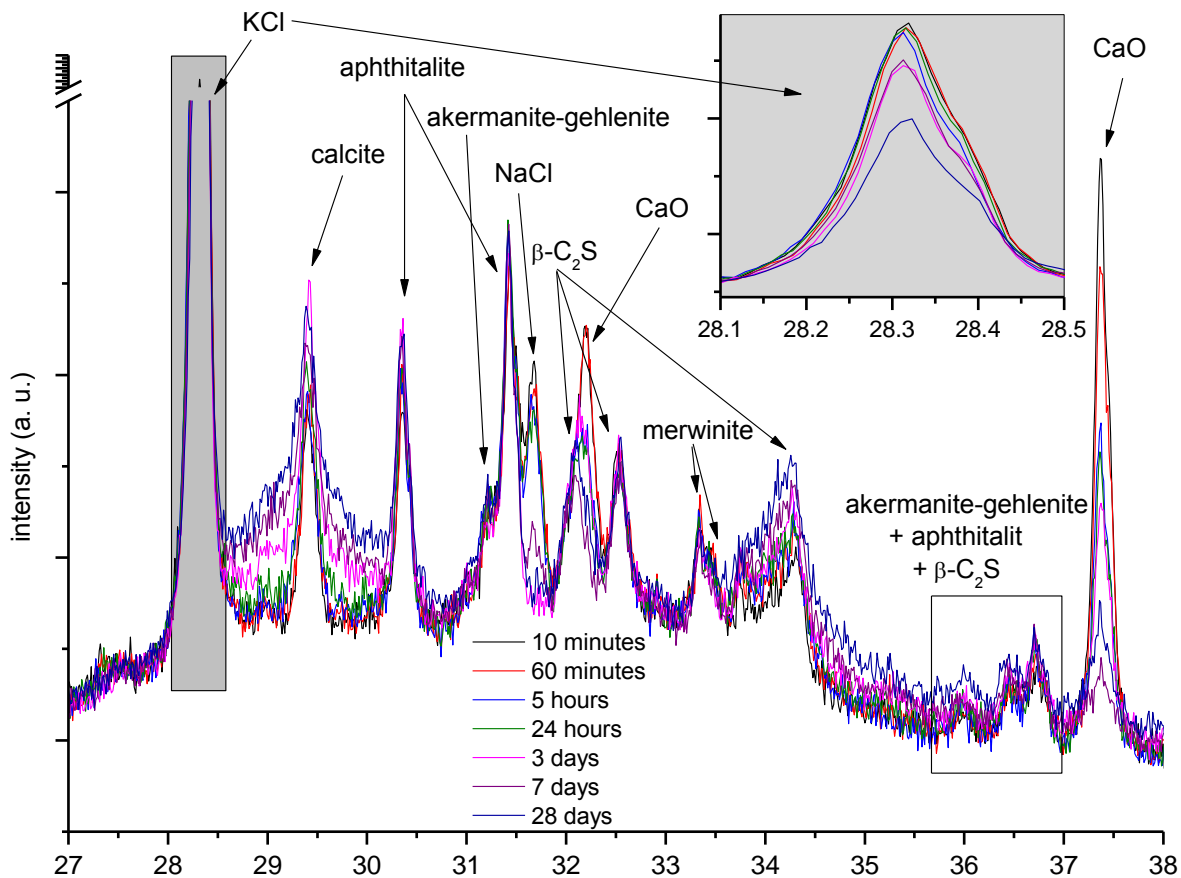 KCl
aphthitalite
akermanite-gehlenite
calcite
NaCl
β-C₂S
CaO
CaO
28.1 28.2 28.3 28.4 28.5
merwinite
akermanite-gehlenite
+ aphthitalit
+ β-C₂S
intensity (a. u.)
10 minutes
60 minutes
5 hours
24 hours
3 days
7 days
28 days
27 28 29 30 31 32 33 34 35 36 37 38